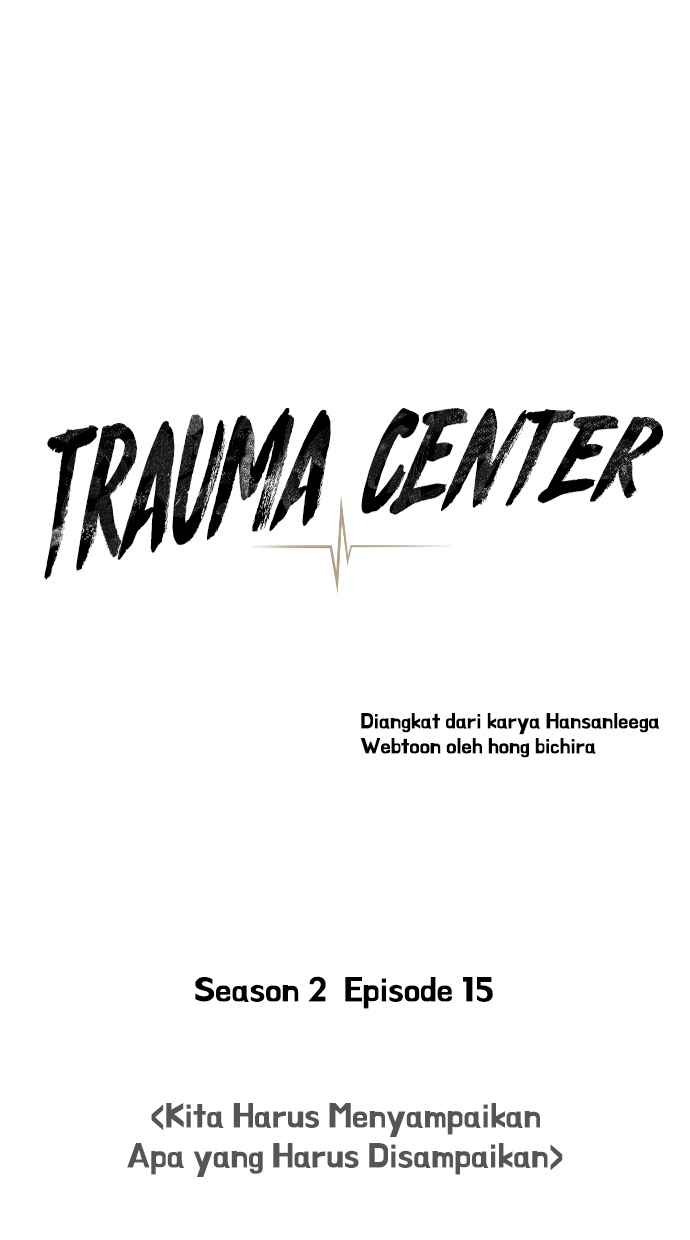 TRAUMA CENTER
Diangkat dari karya Hansanleega
Webtoon oleh hong bichira
Season 2 Episode 15
<Kita Harus Menyampaikan
Apa yang Harus Disampaikan>